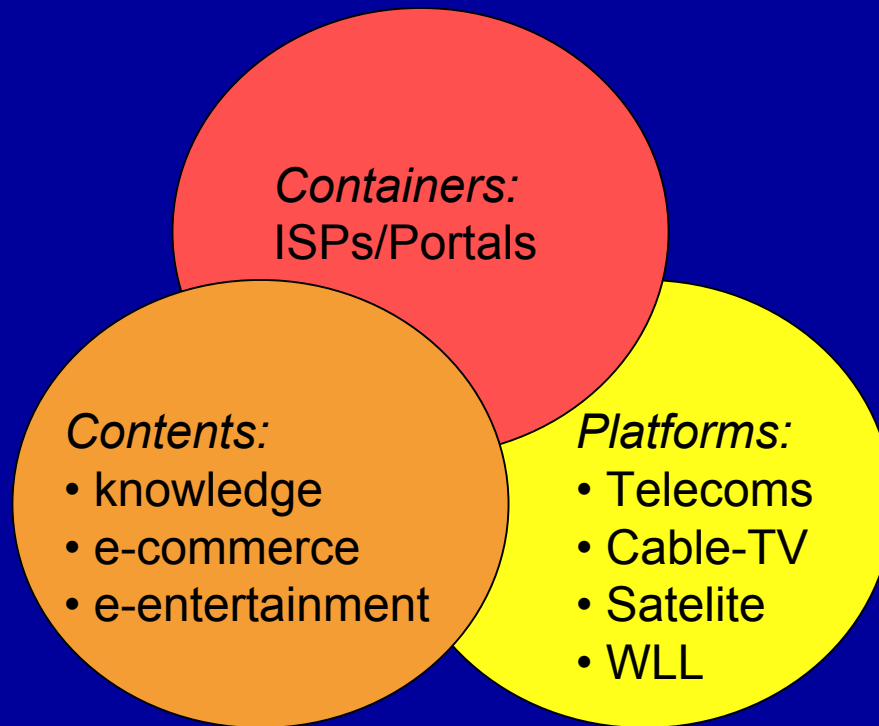 Containers:
ISPs/Portals
Contents:
• knowledge
• e-commerce
• e-entertainment
Platforms:
• Telecoms
• Cable-TV
• Satelite
• WLL